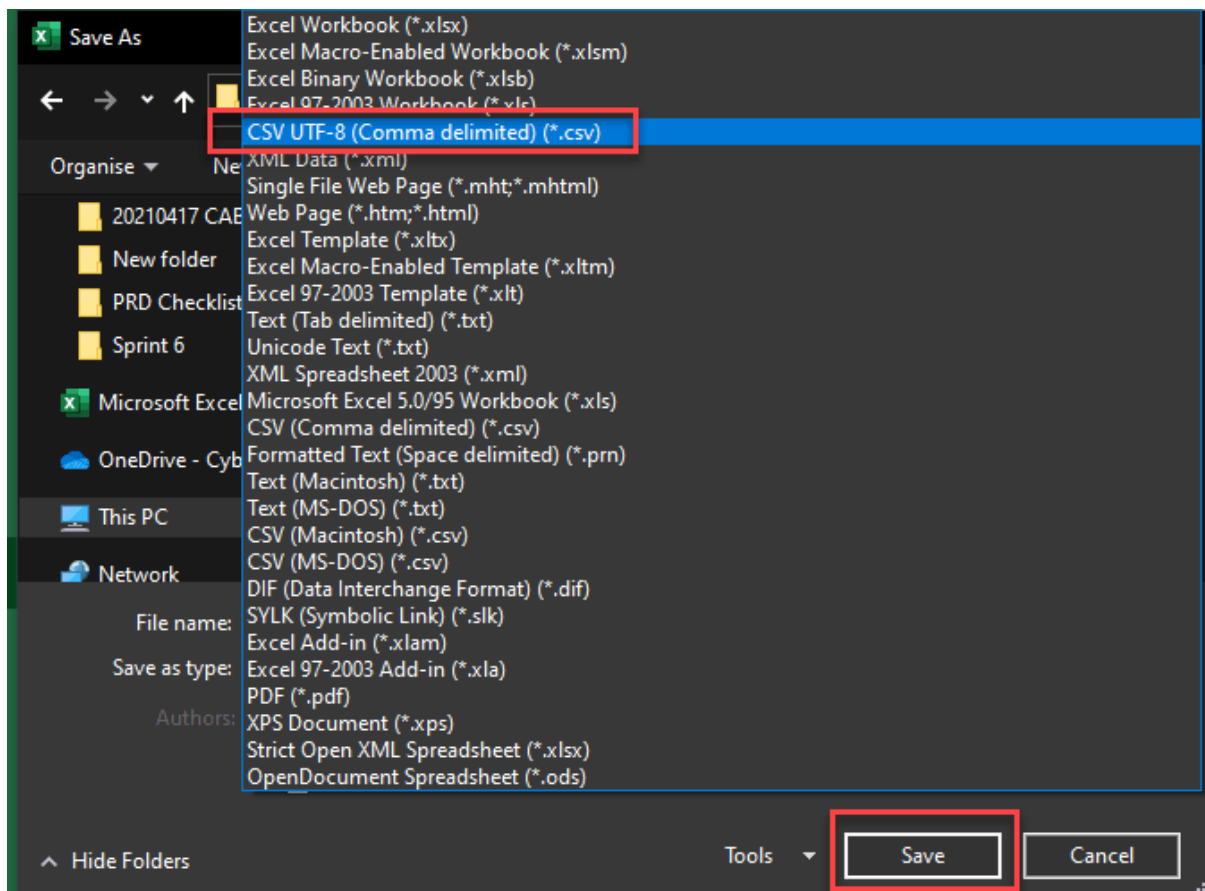 Save As
Organise
Ne
20210417 CAE
New folder
PRD Checklist
Sprint 6
Microsoft Excel
OneDrive - Cyb
This PC
Network
Excel Workbook (*.xlsx)
Excel Macro-Enabled Workbook (*.xlsm)
Excel Binary Workbook (*.xlsb)
Excel 97-2003 Workbook (*.xls)
CSV UTF-8 (Comma delimited) (*.csv)
XML Data (*.xml)
Single File Web Page (*.mht;*.mhtml)
Web Page (*.htm;*.html)
Excel Template (*.xltx)
Excel Macro-Enabled Template (*.xltm)
Excel 97-2003 Template (*.xlt)
Text (Tab delimited) (*.txt)
Unicode Text (*.txt)
XML Spreadsheet 2003 (*.xml)
Microsoft Excel 5.0/95 Workbook (*.xls)
CSV (Comma delimited) (*.csv)
Formatted Text (Space delimited) (*.prn)
Text (Macintosh) (*.txt)
Text (MS-DOS) (*.txt)
CSV (Macintosh) (*.csv)
CSV (MS-DOS) (*.csv)
DIF (Data Interchange Format) (*.dif)
SYLK (Symbolic Link) (*.slk)
Excel Add-in (*.xlam)
Excel 97-2003 Add-in (*.xla)
PDF (*.pdf)
XPS Document (*.xps)
Strict Open XML Spreadsheet (*.xlsx)
OpenDocument Spreadsheet (*.ods)
File name:
Save as type:
Authors:
Hide Folders
Tools
Save
Cancel